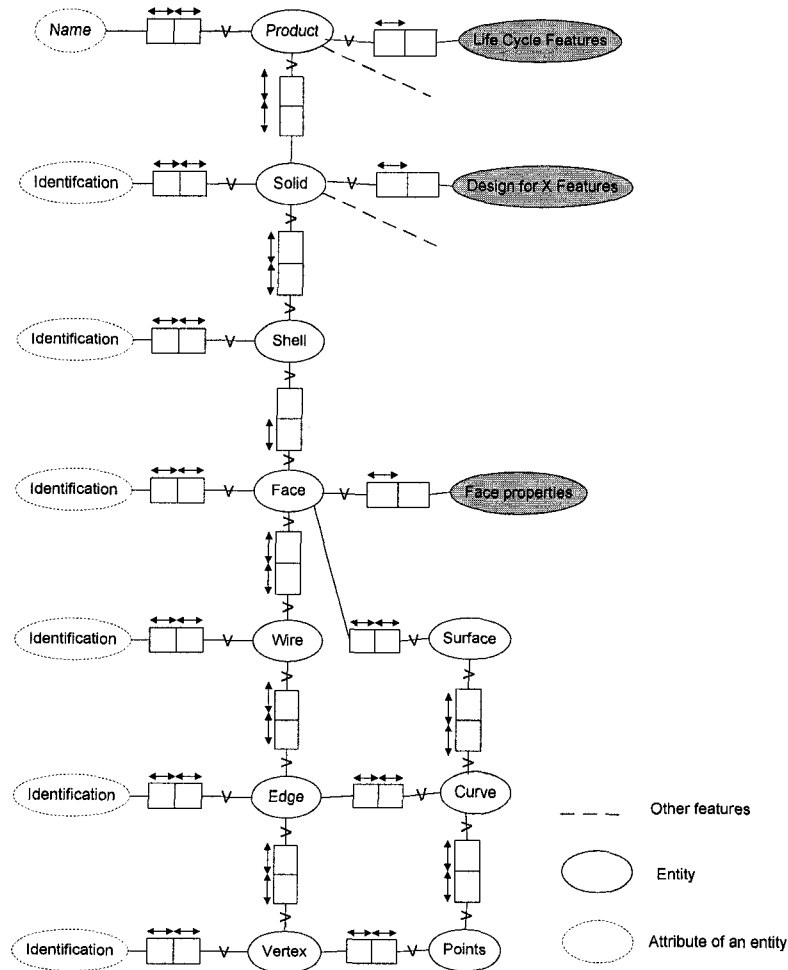 Name
Product
Life Cycle Features
Identifcation
Solid
Design for X Features
Identification
Shell
Identification
Face
Face properties
Identification
Wire
Surface
Identification
Edge
Curve
Other features
Entity
Identification
Vertex
Points
Attribute of an entity